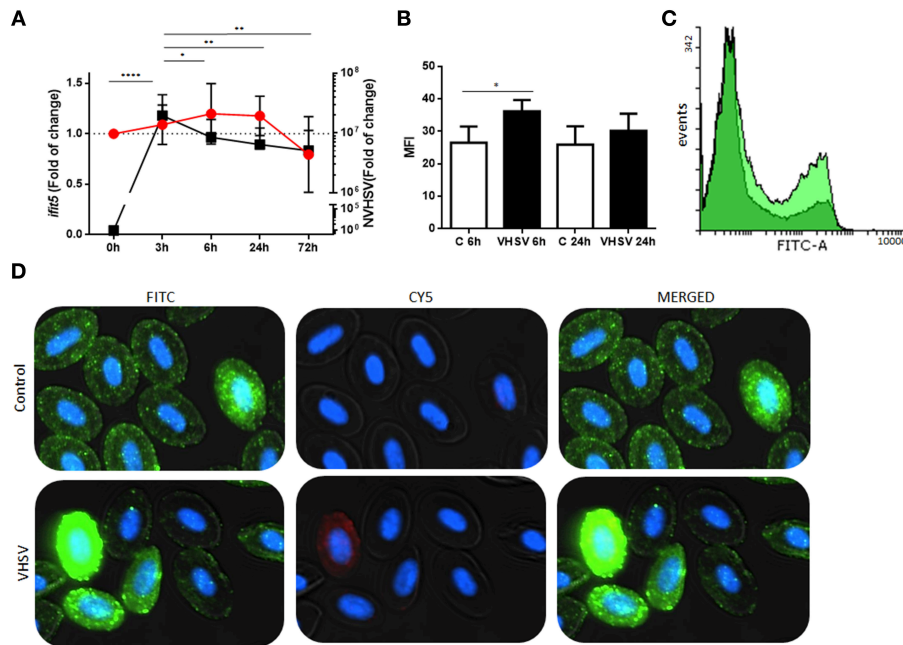 A
**
**
*
****
1.5
1.0
0.5
0.0
ifit5 (Fold of change)
10^8
10^7
10^6
10^5
10^0
NVHSV(Fold of change)
0h 3h 6h 24h 72h
B
*
50
40
30
20
10
0
MFI
C 6h VHSV 6h C 24h VHSV 24h
C
342
events
FITC-A
10000
D
FITC CY5 MERGED
Control
VHSV